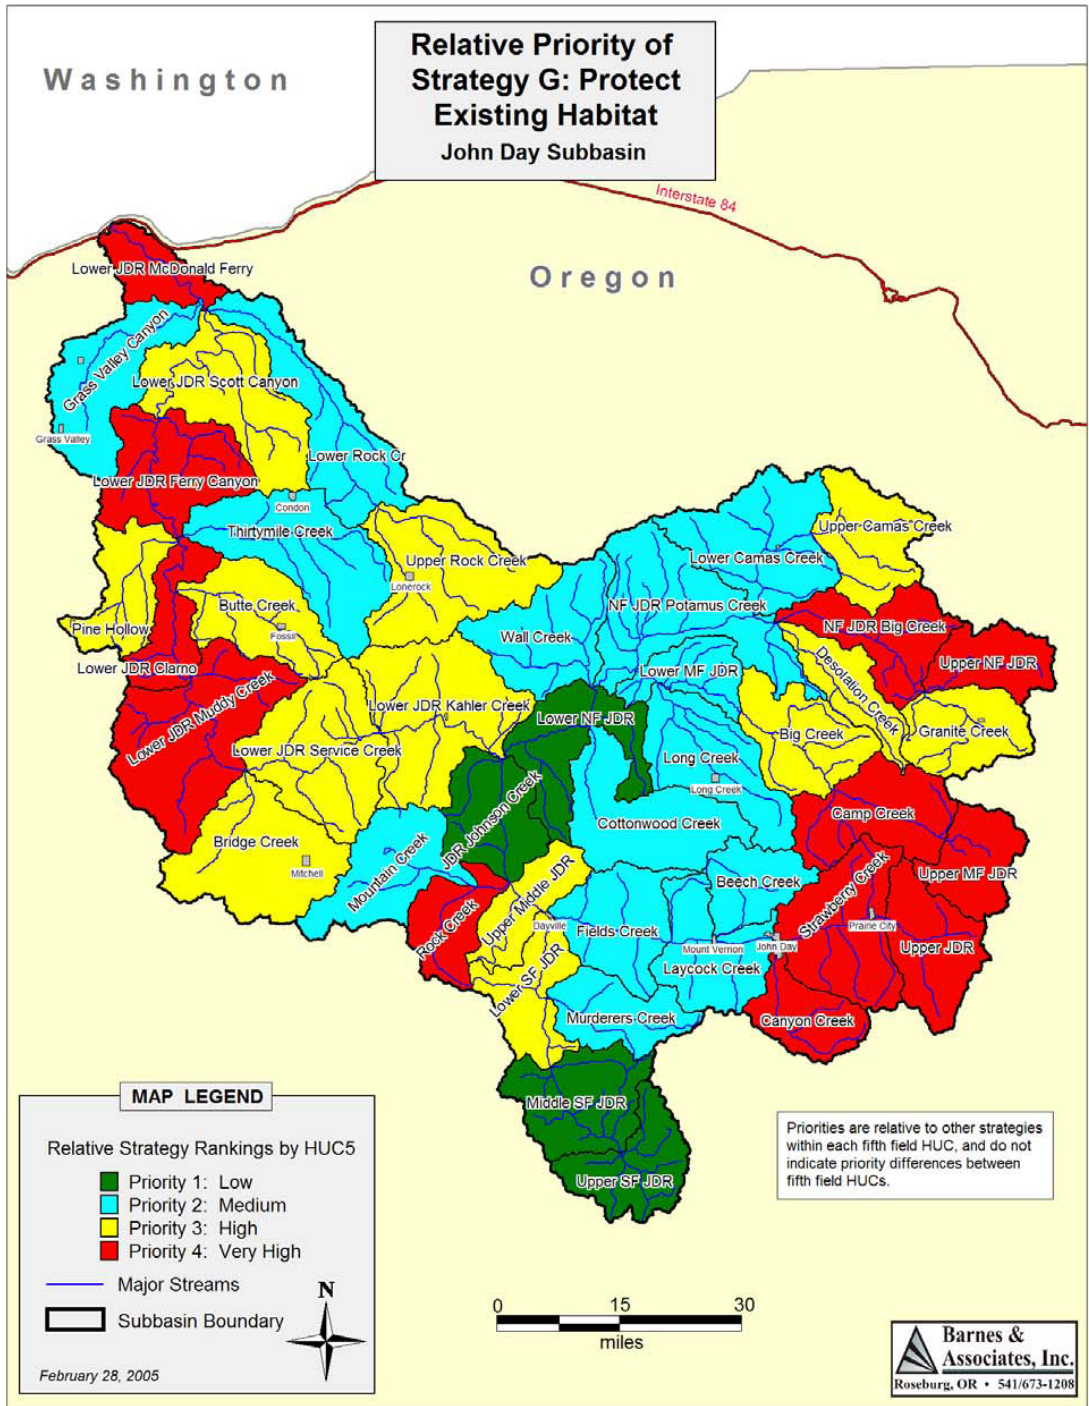 Relative Priority of
Strategy G: Protect
Existing Habitat
John Day Subbasin
Washington
Interstate 84
Oregon
Lower JDR McDonald Ferry
Grass Valley Canyon
Lower JDR Scott Canyon
Grass Valley
Lower Rock Cr
Lower JDR Ferry Canyon
Condon
Thirtymile Creek
Upper Camas Creek
Lower Camas Creek
Upper Rock Creek
Lonerock
Butte Creek
NF JDR Potamus Creek
Pine Hollow
Fossil
Wall Creek
NF JDR Big Creek
Lower JDR Clarno
Lower MF JDR
Desolation Creek
Upper NF JDR
Lower JDR Muddy Creek
Lower JDR Kahler Creek
Lower NF JDR
Big Creek
Granite Creek
Lower JDR Service Creek
Long Creek
Long Creek
JDR Johnson Creek
Cottonwood Creek
Camp Creek
Bridge Creek
Mitchell
Mountain Creek
Upper Middle JDR
Beech Creek
Strawberry Creek
Upper MF JDR
Rock Creek
Dayville
Fields Creek
Prairie City
Mount Vernon
John Day
Upper JDR
Laycock Creek
Lower SF JDR
Murderers Creek
Canyon Creek
Middle SF JDR
Upper SF JDR
MAP LEGEND
Relative Strategy Rankings by HUC5
Priority 1: Low
Priority 2: Medium
Priority 3: High
Priority 4: Very High
Major Streams
Subbasin Boundary
N
February 28, 2005
Priorities are relative to other strategies
within each fifth field HUC, and do not
indicate priority differences between
fifth field HUCs.
0 15 30
miles
Barnes &
Associates, Inc.
Roseburg, OR • 541/673-1208